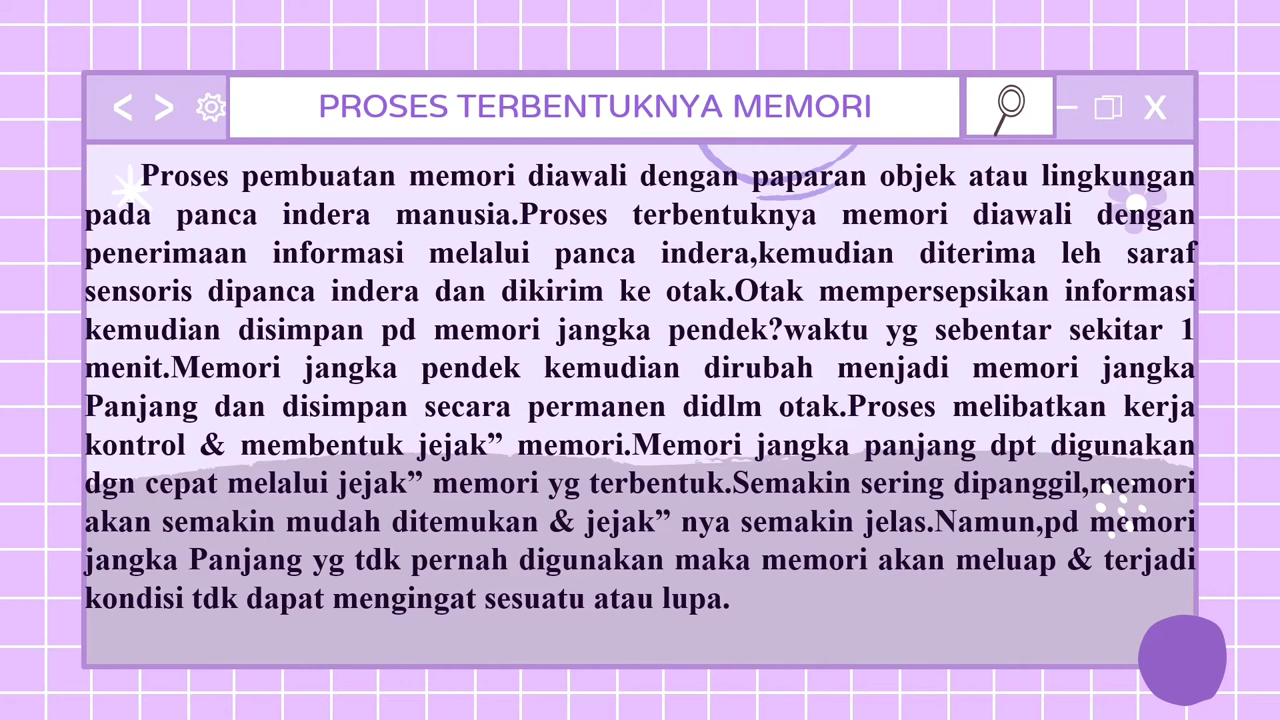 PROSES TERBENTUKNYA MEMORI
X
Proses pembuatan memori diawali dengan paparan objek atau lingkungan
pada panca indera manusia.Proses terbentuknya memori diawali dengan
penerimaan informasi melalui panca indera,kemudian diterima leh saraf
sensoris dipanca indera dan dikirim ke otak.Otak mempersepsikan informasi
kemudian disimpan pd memori jangka pendek?waktu yg sebentar sekitar 1
menit.Memori jangka pendek kemudian dirubah menjadi memori jangka
Panjang dan disimpan secara permanen didlm otak.Proses melibatkan kerja
kontrol & membentuk jejak” memori.Memori jangka panjang dpt digunakan
dgn cepat melalui jejak” memori yg terbentuk.Semakin sering dipanggil,memori
akan semakin mudah ditemukan & jejak” nya semakin jelas.Namun,pd memori
jangka Panjang yg tdk pernah digunakan maka memori akan meluap & terjadi
kondisi tdk dapat mengingat sesuatu atau lupa.